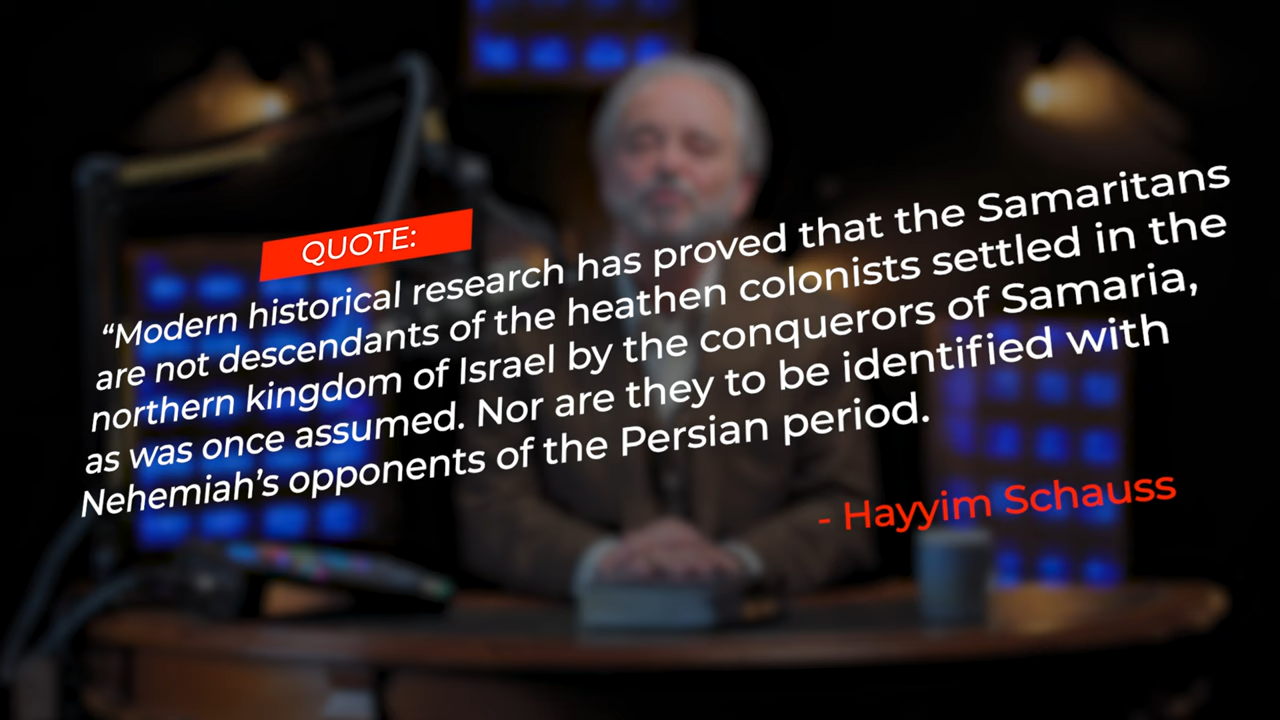 QUOTE:
“Modern historical research has proved that the Samaritans
are not descendants of the heathen colonists settled in the
northern kingdom of Israel by the conquerors of Samaria,
as was once assumed. Nor are they to be identified with
Nehemiah’s opponents of the Persian period.
- Hayyim Schauss